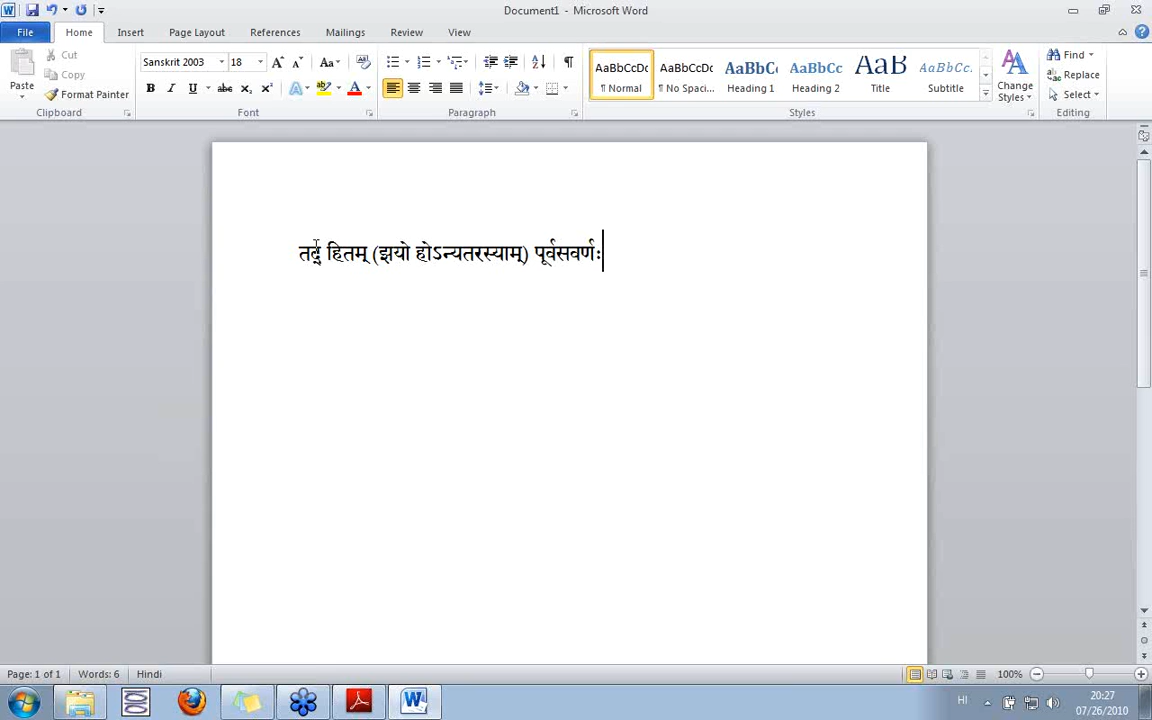 Document1 - Microsoft Word
File Home Insert Page Layout References Mailings Review View
Paste
Cut
Copy
Format Painter
Clipboard
Sanskrit 2003 18
Font
Paragraph
AaBbCcDc AaBbCcDc AaBbC AaBbCc AaB AaBbCc.
¶ Normal ¶ No Spaci... Heading 1 Heading 2 Title Subtitle
Styles
Change Styles
Find
Replace
Select
Editing
तद् हितम् (झयो होऽन्यतरस्याम्) पूर्वसवर्णः
Page: 1 of 1 Words: 6 Hindi 100%
HI 20:27
07/26/2010